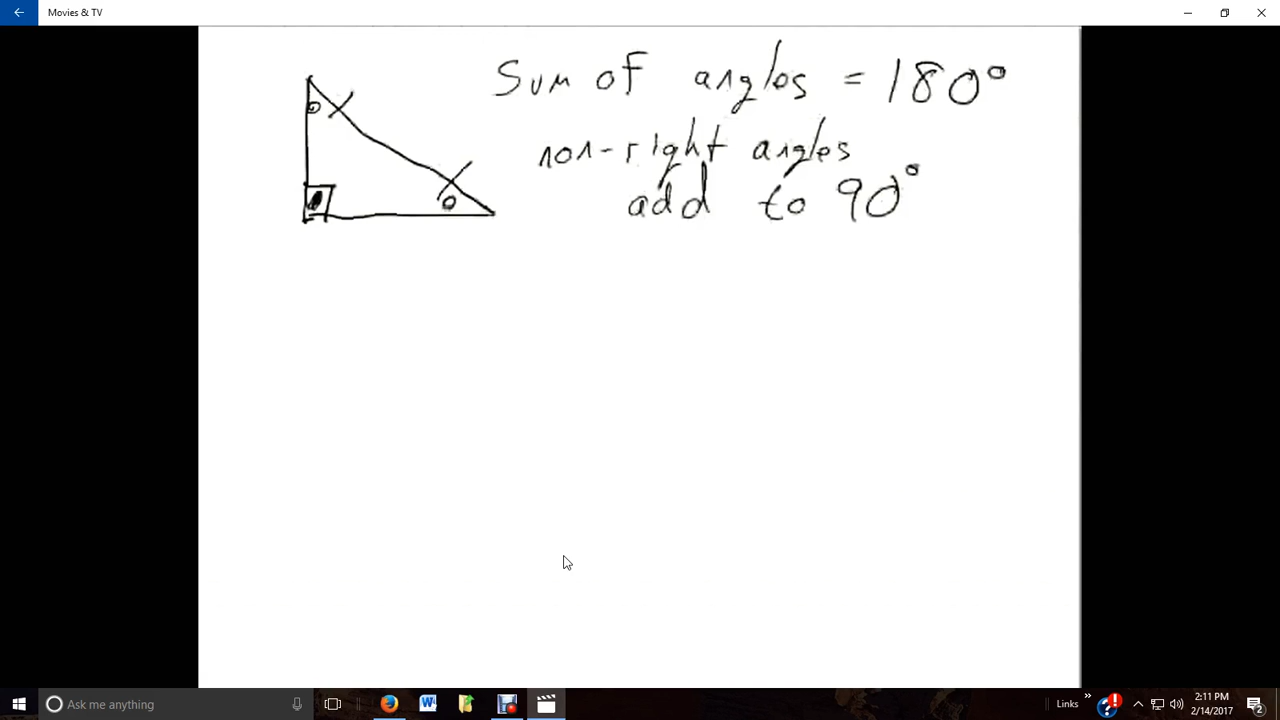 Movies & TV
Sum of angles = 180°
non-right angles
add to 90°
Ask me anything
Links
2:11 PM
2/14/2017
2